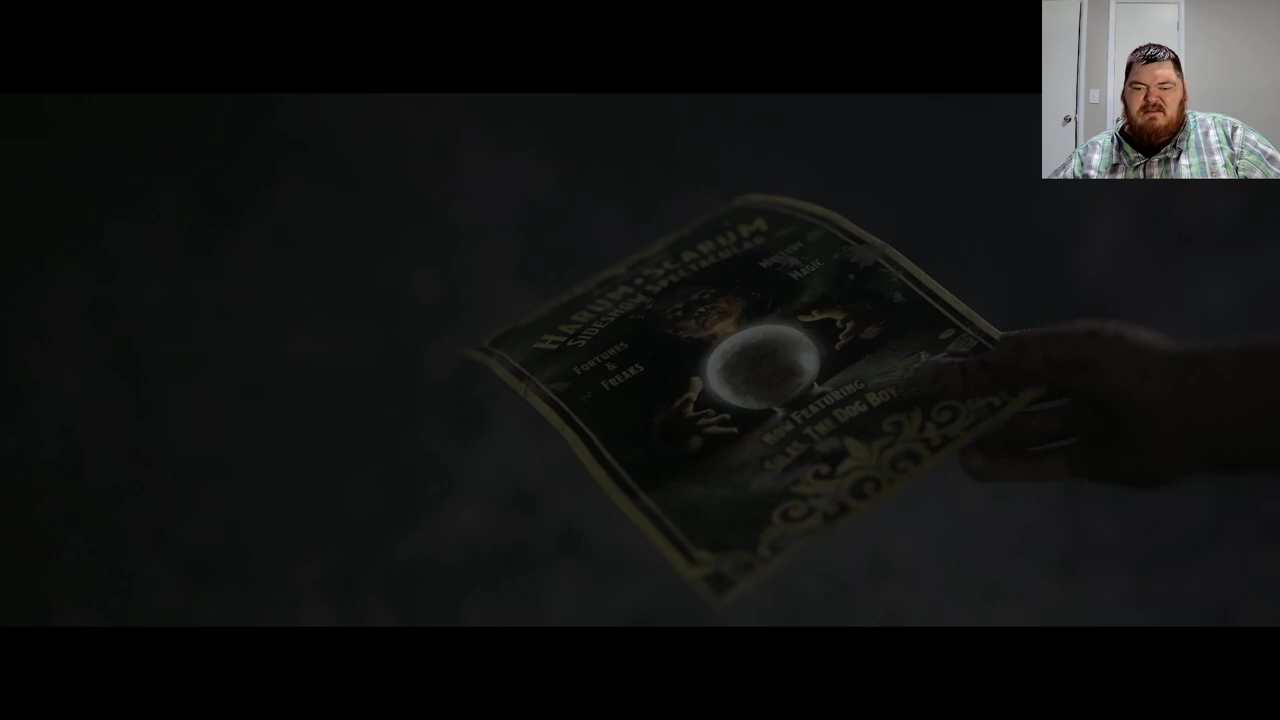 HARUM • SCARUM
SIDESHOW SPECTACULAR
MYSTERY
&
MAGIC
FORTUNES
&
FREAKS
NOW FEATURING
SILAS, THE DOG BOY